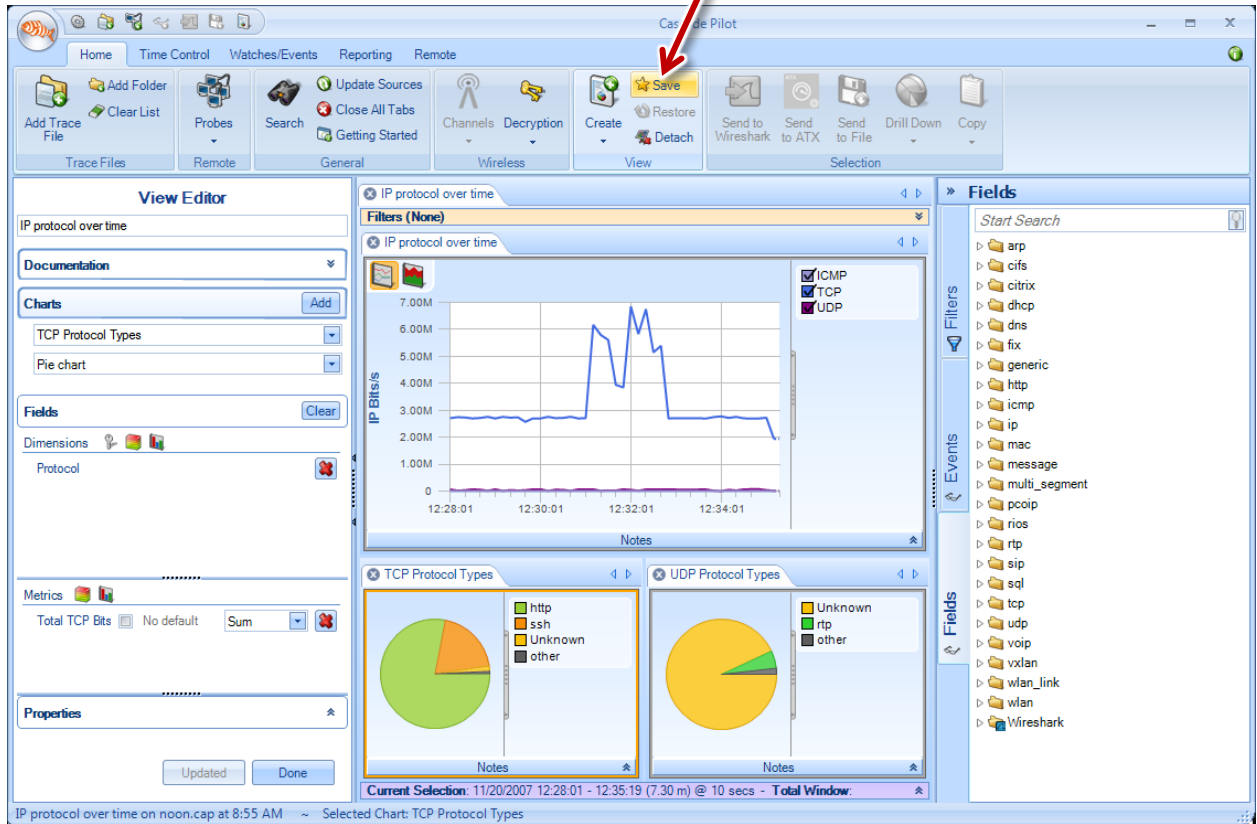 Cascade Pilot
Home Time Control Watches/Events Reporting Remote
Add Trace File
Add Folder
Clear List
Trace Files
Probes
Remote
Search
Update Sources
Close All Tabs
Getting Started
General
Channels
Decryption
Wireless
Create
Save
Restore
Detach
View
Send to Wireshark
Send to ATX
Send to File
Drill Down
Copy
Selection
View Editor
IP protocol over time
Documentation
Charts
Add
TCP Protocol Types
Pie chart
Fields
Clear
Dimensions
Protocol
Metrics
Total TCP Bits No default Sum
Properties
Updated
Done
IP protocol over time
Filters (None)
IP protocol over time
7.00M
6.00M
5.00M
4.00M
3.00M
2.00M
1.00M
0
IP Bits/s
12:28:01 12:30:01 12:32:01 12:34:01
ICMP
TCP
UDP
Notes
TCP Protocol Types
http
ssh
Unknown
other
Notes
UDP Protocol Types
Unknown
rtp
other
Notes
Current Selection: 11/20/2007 12:28:01 - 12:35:19 (7.30 m) @ 10 secs - Total Window:
Filters
Events
Fields
Fields
Start Search
arp
cifs
citrix
dhcp
dns
fix
generic
http
icmp
ip
mac
message
multi_segment
pcoip
rios
rtp
sip
sql
tcp
udp
voip
vxlan
wlan_link
wlan
Wireshark
IP protocol over time on noon.cap at 8:55 AM ~ Selected Chart: TCP Protocol Types